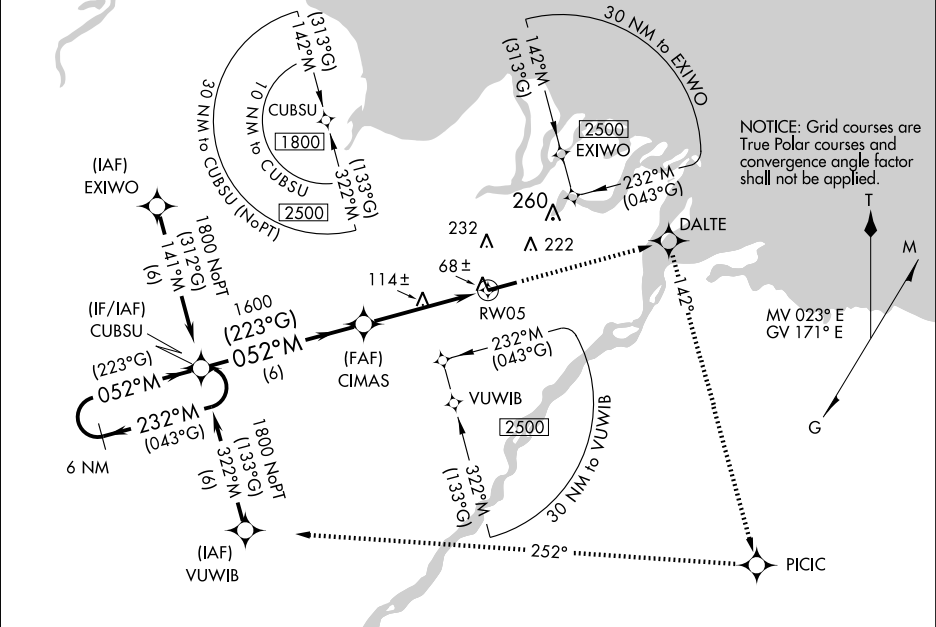 (313°G)
142°M
CUBSU
1800
322°M
(133°G)
10 NM to CUBSU
2500
30 NM to CUBSU (NoPT)
30 NM to EXIWO
142°M
(313°G)
2500
EXIWO
232°M
(043°G)
NOTICE: Grid courses are
True Polar courses and
convergence angle factor
shall not be applied.
T
M
MV 023° E
GV 171° E
G
(IAF)
EXIWO
1800 NoPT
(312°G)
141°M
(6)
260
232
222
DALTE
114±
68±
RW05
(IF/IAF)
CUBSU
1600
(223°G)
052°M
(6)
(FAF)
CIMAS
(223°G)
052°M
232°M
(043°G)
6 NM
1800 NoPT
(133°G)
322°M
(6)
(IAF)
VUWIB
232°M
(043°G)
VUWIB
2500
322°M
(133°G)
30 NM to VUWIB
142°
252°
PICIC